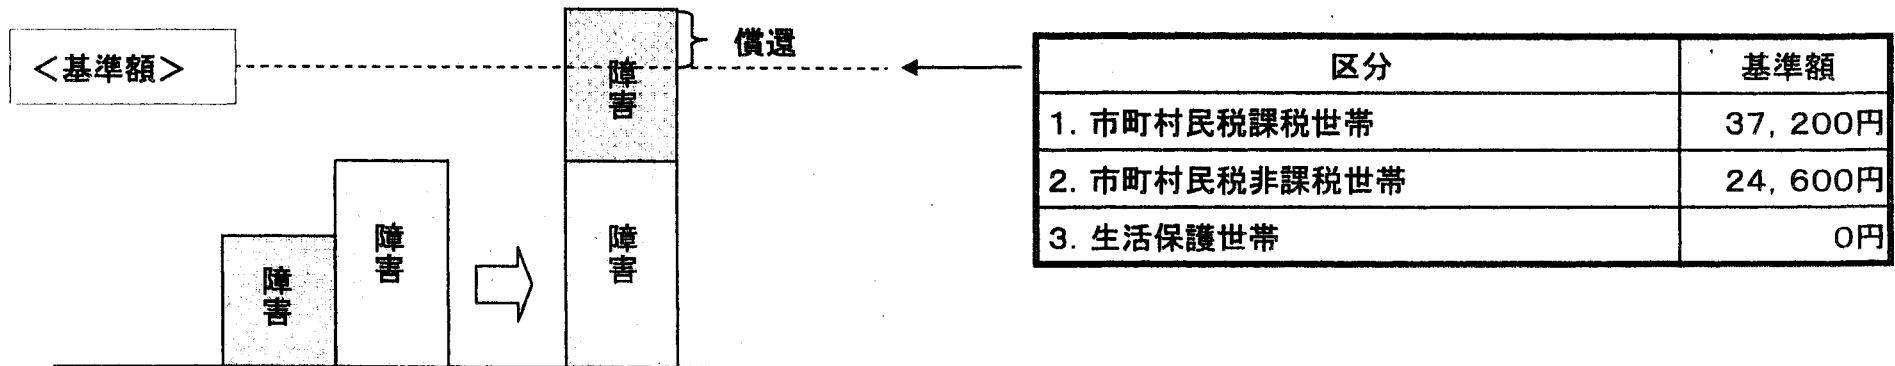 <基準額>
償還
障害
障害
障害
障害
区分 基準額
1. 市町村民税課税世帯 37, 200円
2. 市町村民税非課税世帯 24, 600円
3. 生活保護世帯 0円